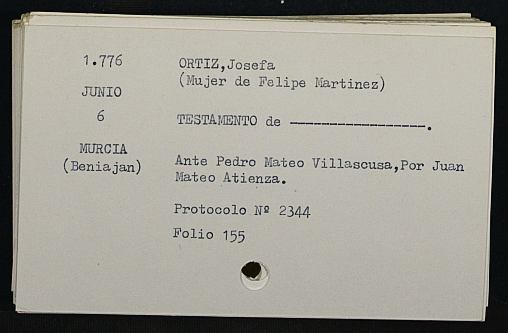 1.776
JUNIO
6
MURCIA
(Beniajan)
ORTIZ,Josefa
(Mujer de Felipe Martinez)
TESTAMENTO de -----------------.
Ante Pedro Mateo Villascusa,Por Juan
Mateo Atienza.
Protocolo Nº 2344
Folio 155